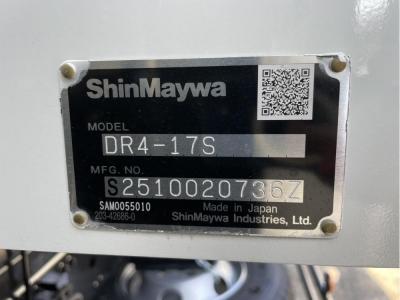 ShinMaywa
MODEL
DR4-17S
MFG. NO.
S2510020736Z
SAM0055010
Made in Japan
203-42686-0
ShinMaywa Industries, Ltd.